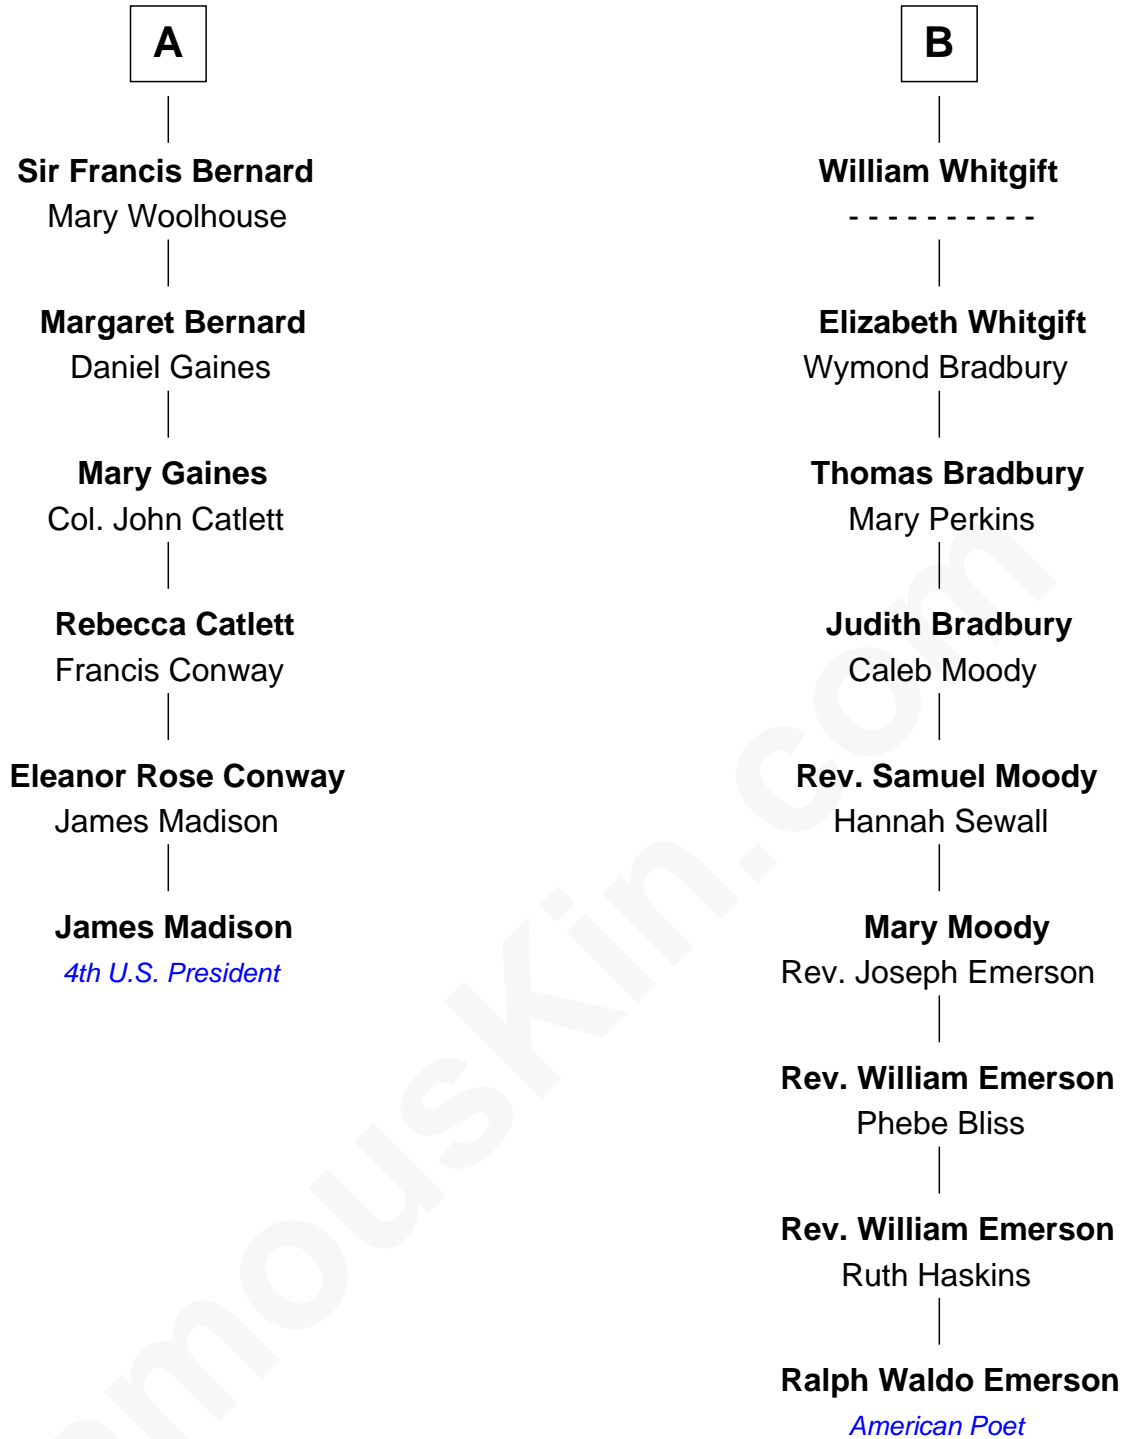 A
Sir Francis Bernard
Mary Woolhouse
Margaret Bernard
Daniel Gaines
Mary Gaines
Col. John Catlett
Rebecca Catlett
Francis Conway
Eleanor Rose Conway
James Madison
James Madison
4th U.S. President
B
William Whitgift
- - - - - - - - - -
Elizabeth Whitgift
Wymond Bradbury
Thomas Bradbury
Mary Perkins
Judith Bradbury
Caleb Moody
Rev. Samuel Moody
Hannah Sewall
Mary Moody
Rev. Joseph Emerson
Rev. William Emerson
Phebe Bliss
Rev. William Emerson
Ruth Haskins
Ralph Waldo Emerson
American Poet
amouskin.com